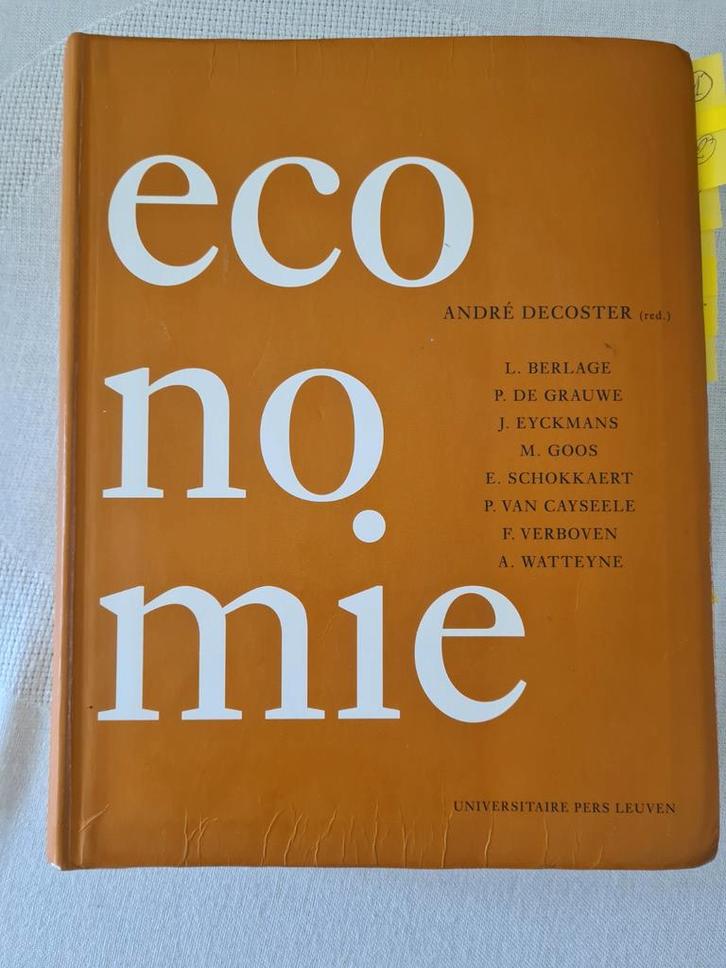 eco
ANDRÉ DECOSTER (red.)
L. BERLAGE
P. DE GRAUWE
no
J. EYCKMANS
M. GOOS
E. SCHOKKAERT
P. VAN CAYSEELE
F. VERBOVEN
A. WATTEYNE
mie
UNIVERSITAIRE PERS LEUVEN